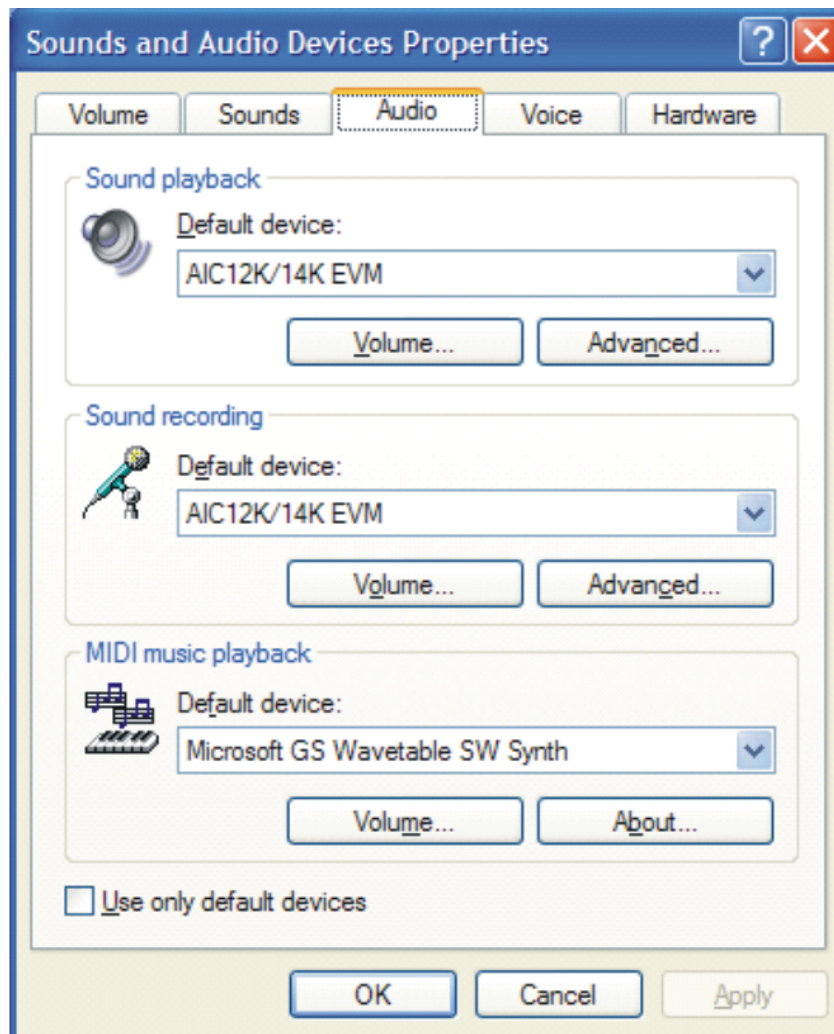 Sounds and Audio Devices Properties
Volume Sounds Audio Voice Hardware
Sound playback
Default device:
AIC12K/14K EVM
Volume... Advanced...
Sound recording
Default device:
AIC12K/14K EVM
Volume... Advanced...
MIDI music playback
Default device:
Microsoft GS Wavetable SW Synth
Volume... About...
Use only default devices
OK Cancel Apply